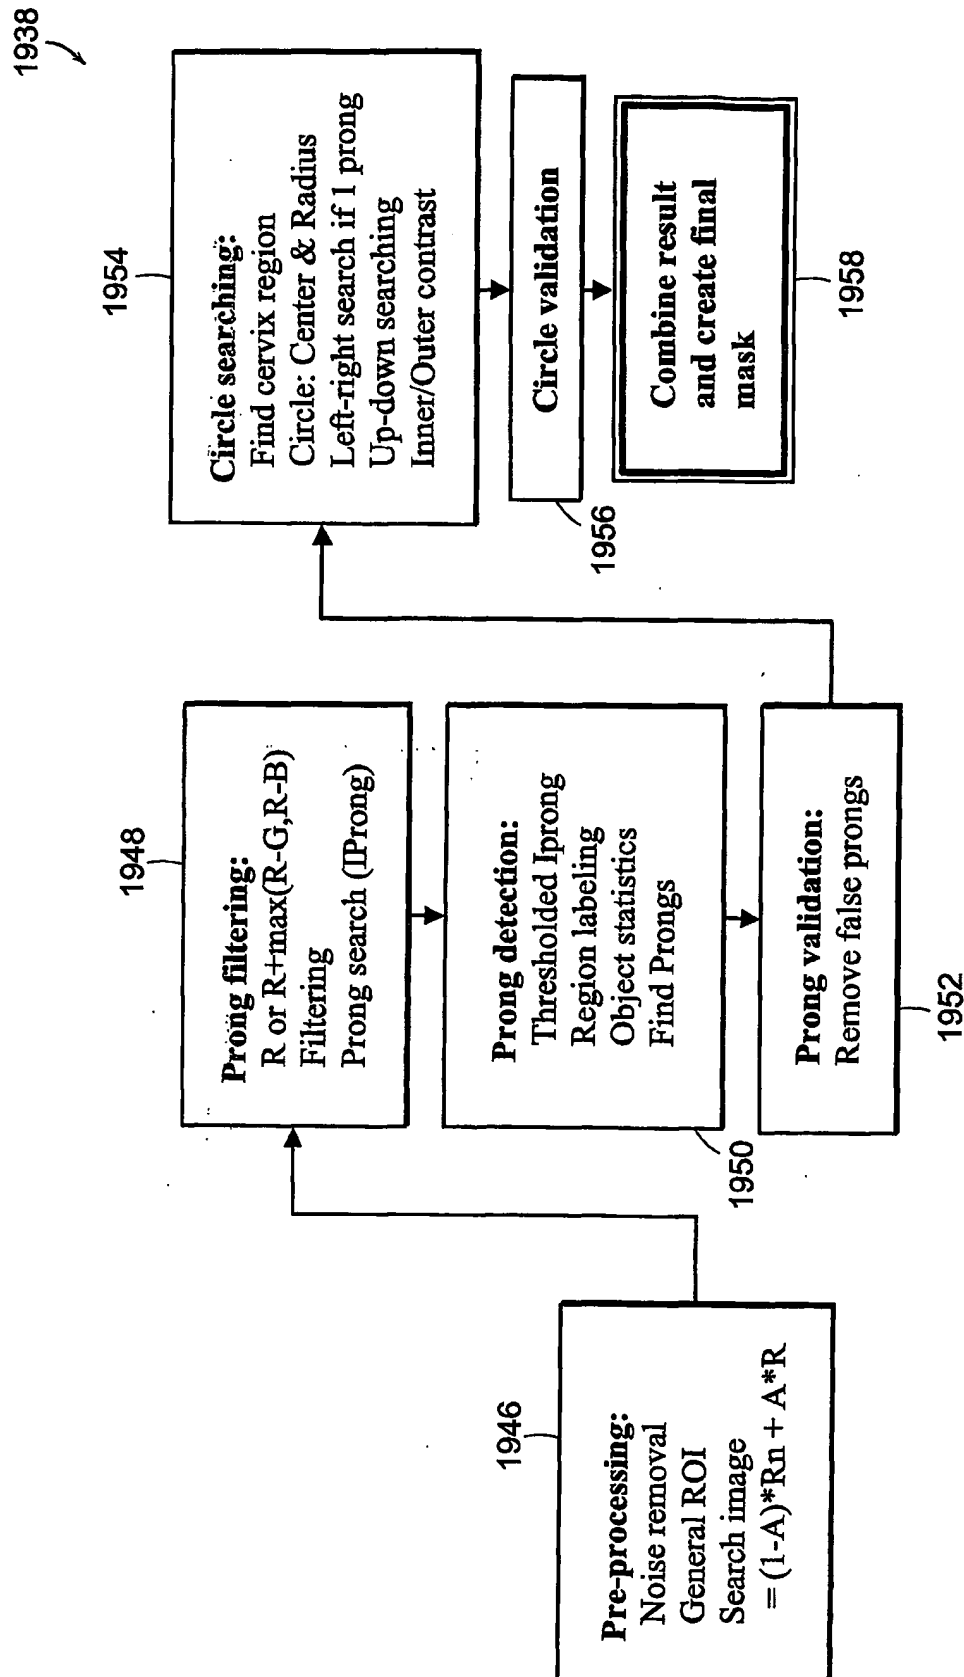 1938
1946
Pre-processing:
Noise removal
General ROI
Search image
= (1-A)*Rn + A*R
1948
Prong filtering:
R or R+max(R-G,R-B)
Filtering
Prong search (IProng)
1950
Prong detection:
Thresholded Iprong
Region labeling
Object statistics
Find Prongs
1952
Prong validation:
Remove false prongs
1954
Circle searching:
Find cervix region
Circle: Center & Radius
Left-right search if 1 prong
Up-down searching
Inner/Outer contrast
1956
Circle validation
1958
Combine result
and create final
mask